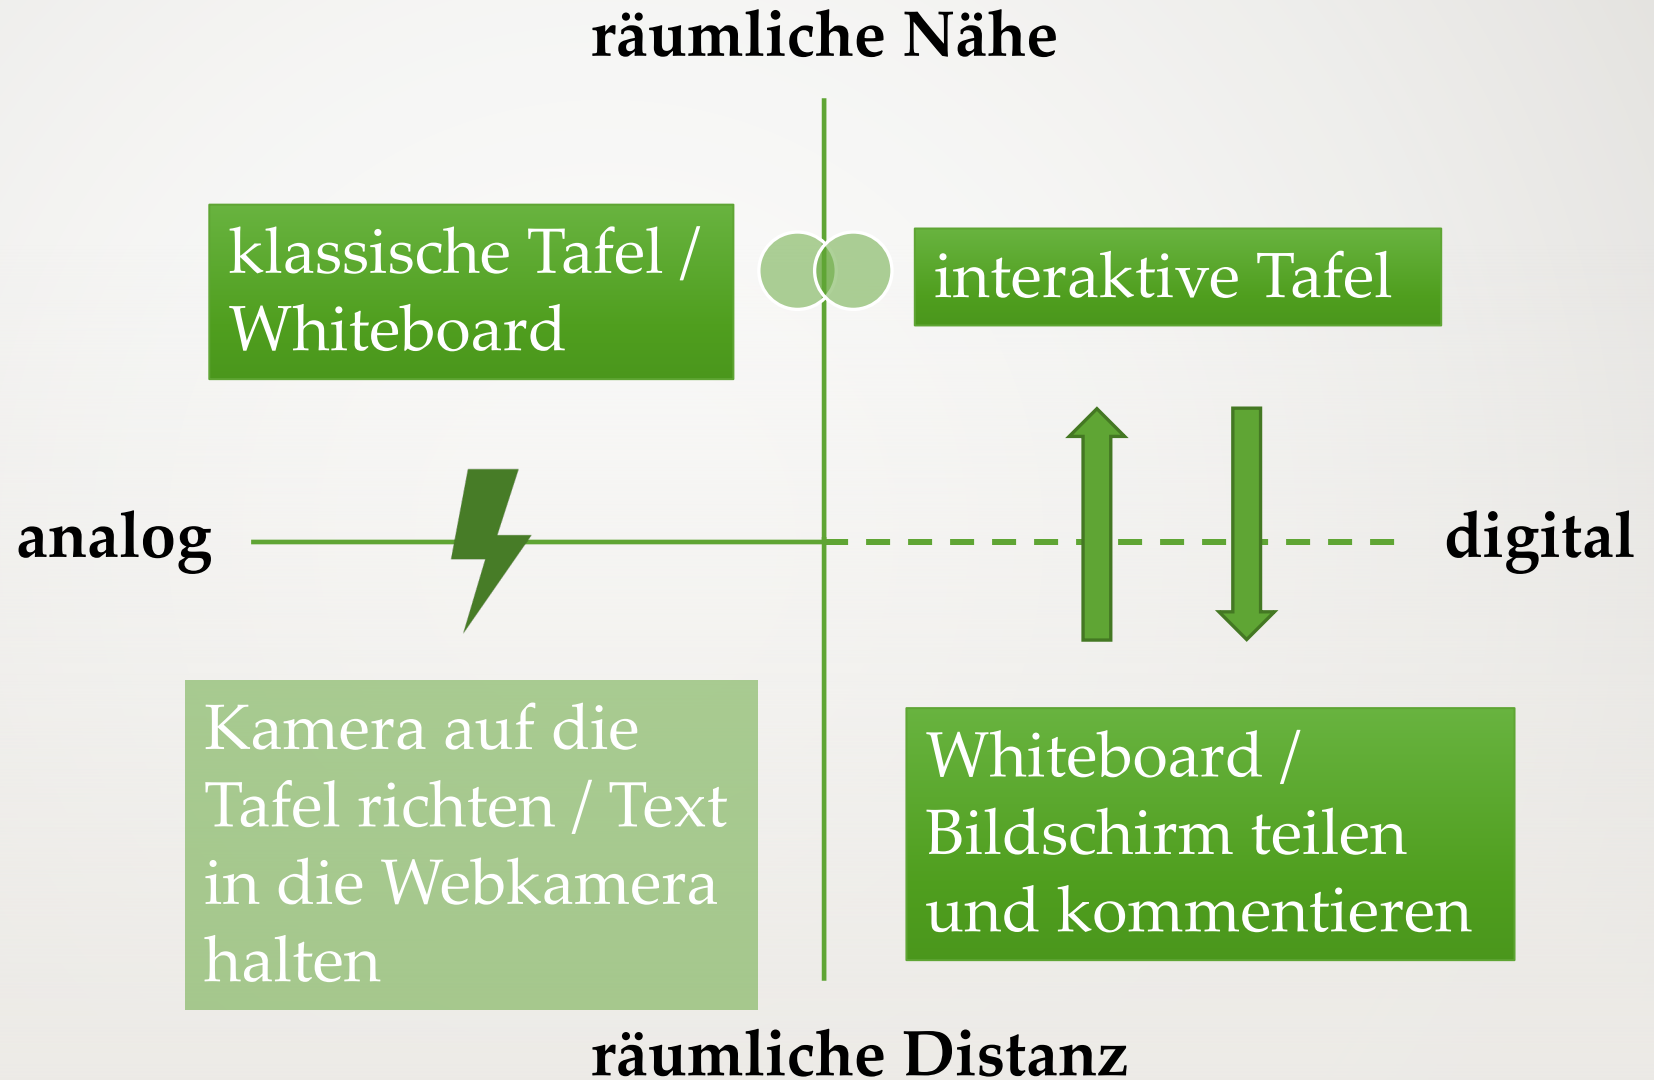 räumliche Nähe
klassische Tafel /
Whiteboard
interaktive Tafel
analog
digital
Kamera auf die
Tafel richten / Text
in die Webkamera
halten
Whiteboard /
Bildschirm teilen
und kommentieren
räumliche Distanz